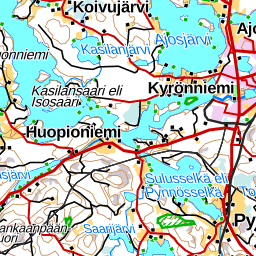 Koivujärvi
Ajosjärvi
Kasilanjärvi
Kasilansaari eli
Isosaari
Kyrönniemi
Huopioniemi
Sulusselkä eli
Pynnösselkä
Saarijärvi